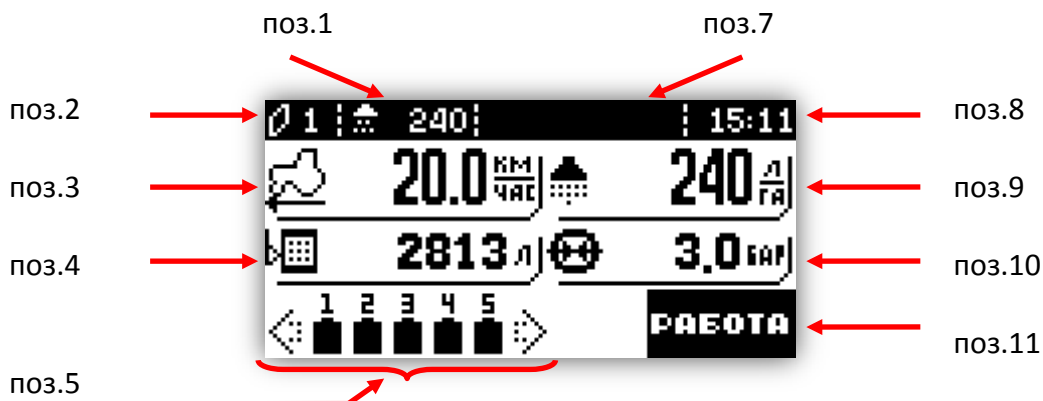 поз.1 поз.7
поз.2 1 240 15:11 поз.8
поз.3 20.0 КМ/ЧАС 240 Л/ГА поз.9
поз.4 2813 Л 3.0 БАР поз.10
1 2 3 4 5 РАБОТА поз.11
поз.5